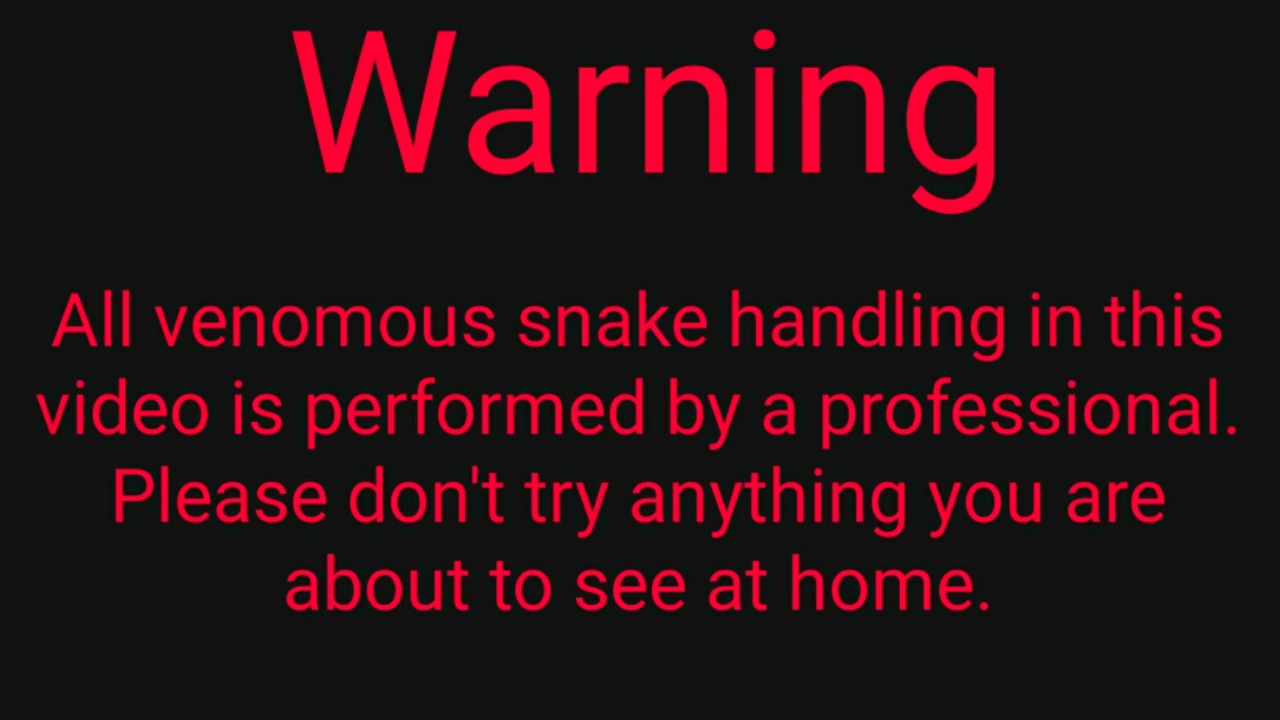 Warning
All venomous snake handling in this
video is performed by a professional.
Please don't try anything you are
about to see at home.